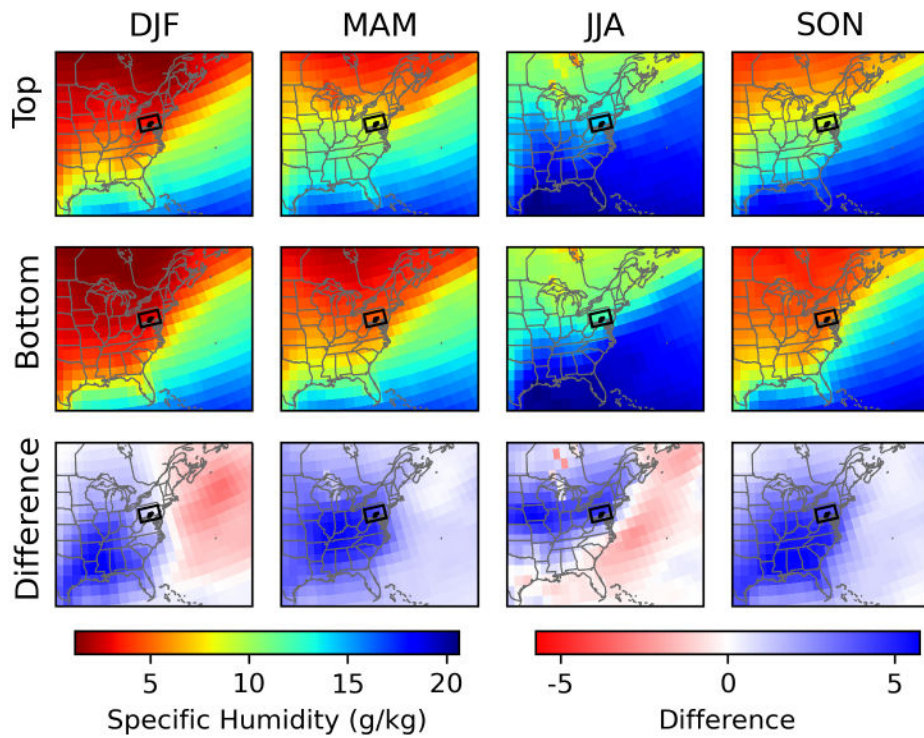 DJF MAM JJA SON
Top
Bottom
Difference
5 10 15 20
Specific Humidity (g/kg)
-5 0 5
Difference